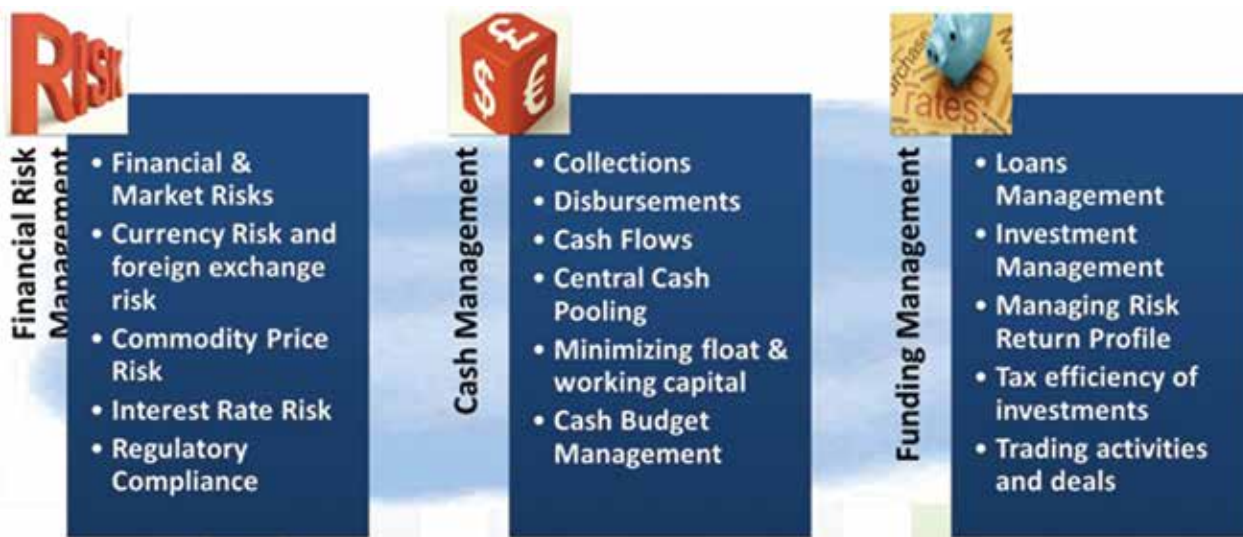 RISK
Financial Risk
Management
• Financial &
Market Risks
• Currency Risk and
foreign exchange
risk
• Commodity Price
Risk
• Interest Rate Risk
• Regulatory
Compliance
£
$ €
Cash Management
• Collections
• Disbursements
• Cash Flows
• Central Cash
Pooling
• Minimizing float &
working capital
• Cash Budget
Management
rates
Funding Management
• Loans
Management
• Investment
Management
• Managing Risk
Return Profile
• Tax efficiency of
investments
• Trading activities
and deals